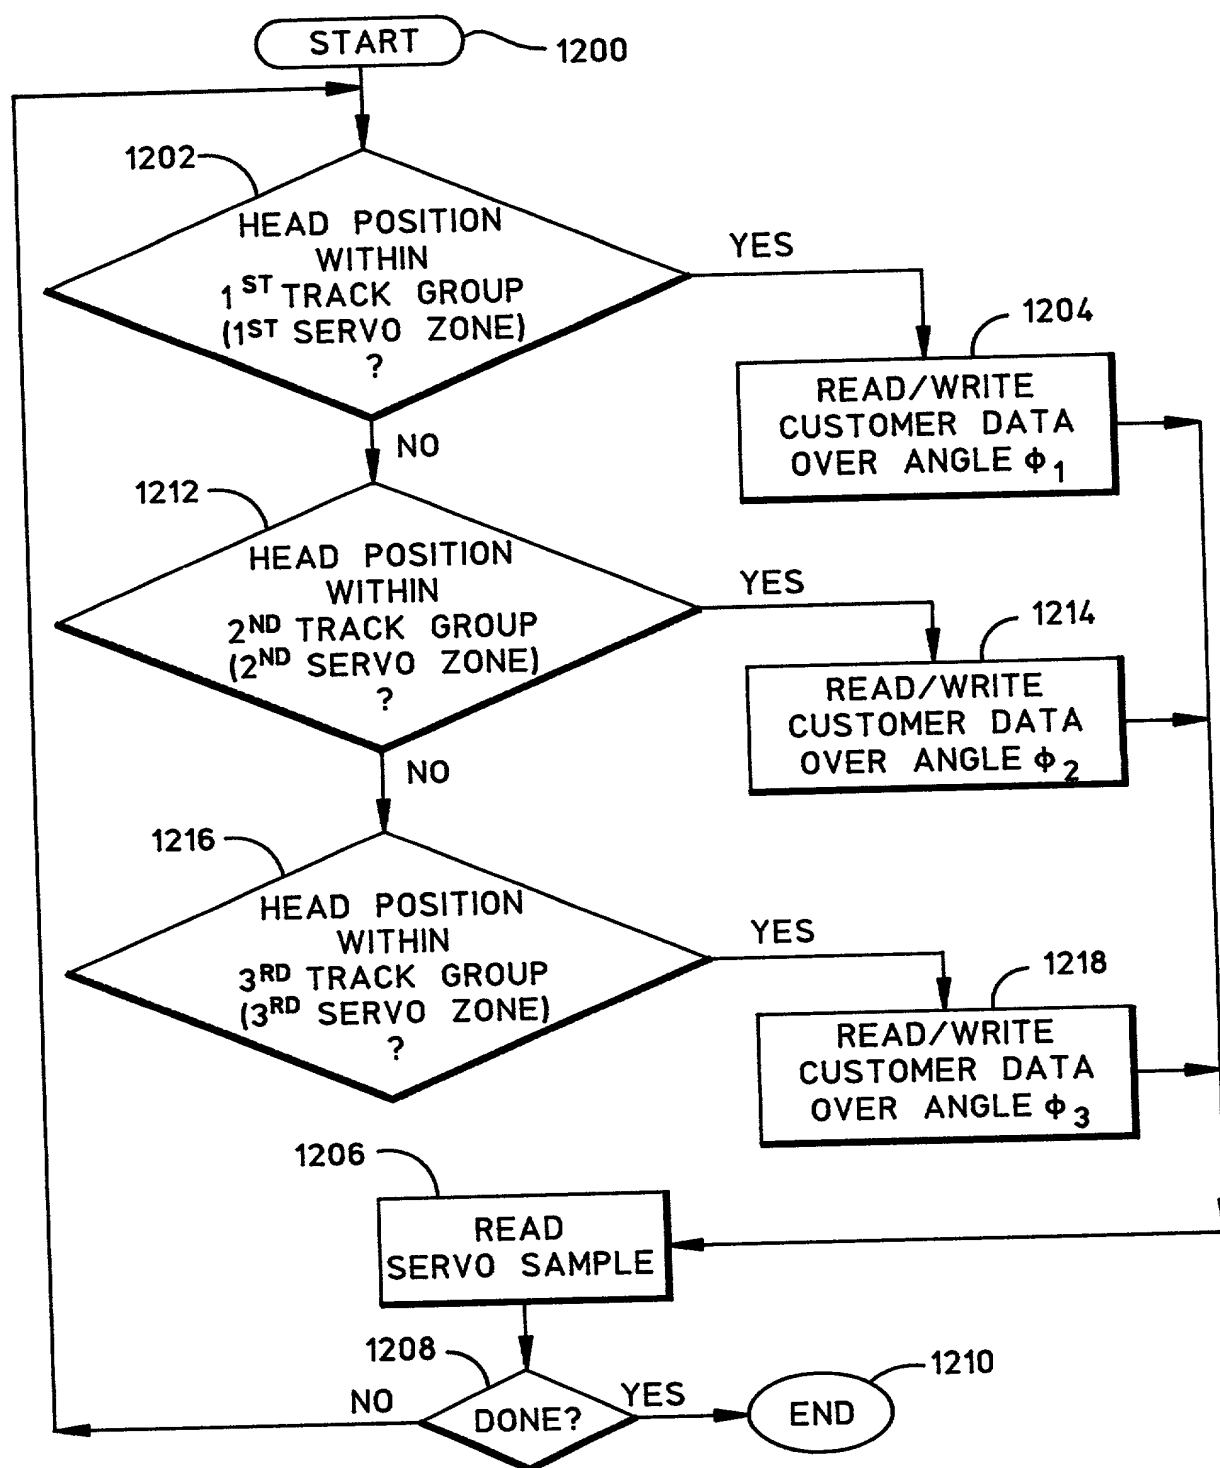 START
1200
1202
HEAD POSITION
WITHIN
1ST TRACK GROUP
(1ST SERVO ZONE)
?
YES
1204
READ/WRITE
CUSTOMER DATA
OVER ANGLE Φ1
NO
1212
HEAD POSITION
WITHIN
2ND TRACK GROUP
(2ND SERVO ZONE)
?
YES
1214
READ/WRITE
CUSTOMER DATA
OVER ANGLE Φ2
NO
1216
HEAD POSITION
WITHIN
3RD TRACK GROUP
(3RD SERVO ZONE)
?
YES
1218
READ/WRITE
CUSTOMER DATA
OVER ANGLE Φ3
1206
READ
SERVO SAMPLE
1208
DONE?
NO
YES
1210
END